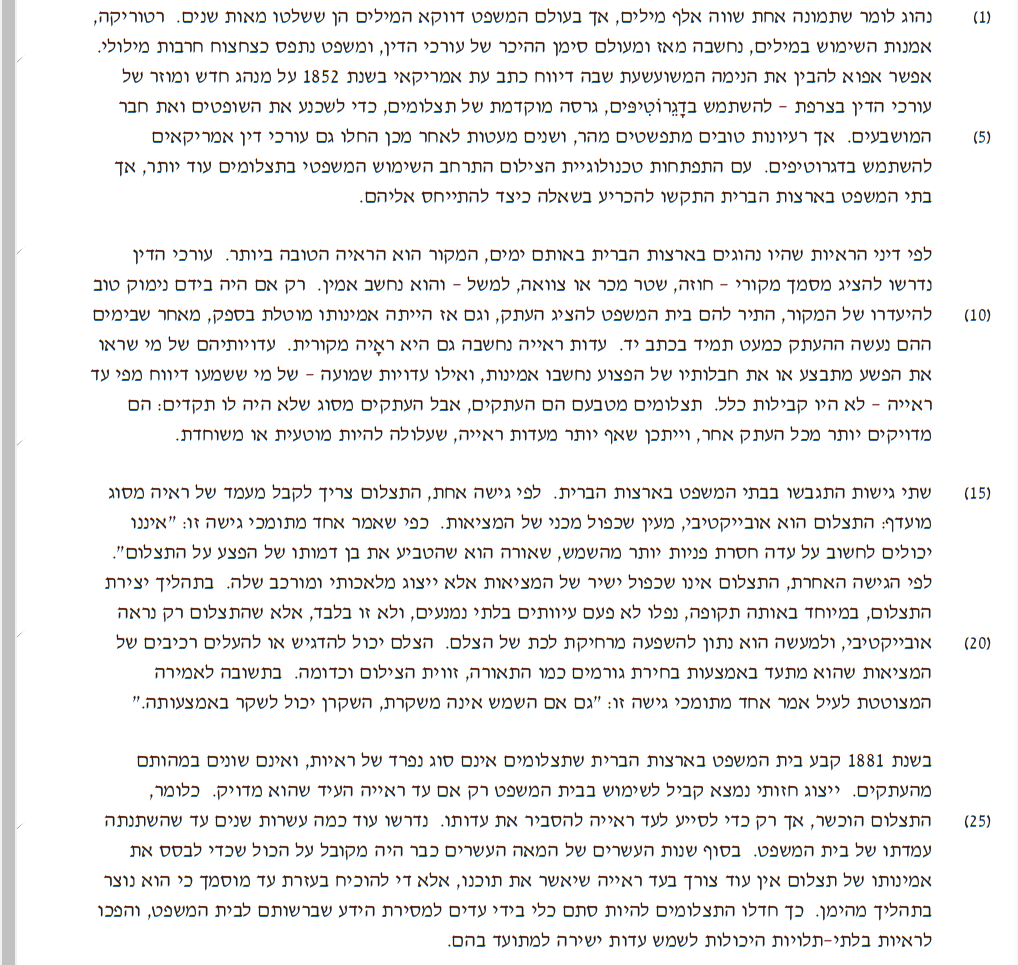 (1) נהוג לומר שתמונה אחת שווה אלף מילים, אך בעולם המשפט דווקא המילים הן ששלטו מאות שנים. רטוריקה,
אמנות השימוש במילים, נחשבה מאז ומעולם סימן ההיכר של עורכי הדין, ומשפט נתפס כצחצוח חרבות מילולי.
אפשר אפוא להבין את הנימה המשועשעת שבה דיווח כתב עת אמריקאי בשנת 1852 על מנהג חדש ומוזר של
עורכי הדין בצרפת – להשתמש בדָגֵרוֹטִיפּים, גרסה מוקדמת של תצלומים, כדי לשכנע את השופטים ואת חבר
(5) המושבעים. אך רעיונות טובים מתפשטים מהר, ושנים מעטות לאחר מכן החלו גם עורכי דין אמריקאים
להשתמש בדגרוטיפים. עם התפתחות טכנולוגיית הצילום התרחב השימוש המשפטי בתצלומים עוד יותר, אך
בתי המשפט בארצות הברית התקשו להכריע בשאלה כיצד להתייחס אליהם.
לפי דיני הראיות שהיו נהוגים בארצות הברית באותם ימים, המקור הוא הראיה הטובה ביותר. עורכי הדין
נדרשו להציג מסמך מקורי – חוזה, שטר מכר או צוואה, למשל – והוא נחשב אמין. רק אם היה בידם נימוק טוב
(10) להיעדרו של המקור, התיר להם בית המשפט להציג העתק, וגם אז הייתה אמינותו מוטלת בספק, מאחר שבימים
ההם נעשה ההעתק כמעט תמיד בכתב יד. עדות ראייה נחשבה גם היא ראָיה מקורית. עדויותיהם של מי שראו
את הפשע מתבצע או את חבלותיו של הפצוע נחשבו אמינות, ואילו עדויות שמועה – של מי ששמעו דיווח מפי עד
ראייה – לא היו קבילות כלל. תצלומים מטבעם הם העתקים, אבל העתקים מסוג שלא היה לו תקדים: הם
מדויקים יותר מכל העתק אחר, וייתכן שאף יותר מעדות ראייה, שעלולה להיות מוטעית או משוחדת.
(15) שתי גישות התגבשו בבתי המשפט בארצות הברית. לפי גישה אחת, התצלום צריך לקבל מעמד של ראיה מסוג
מועדף: התצלום הוא אובייקטיבי, מעין שכפול מכני של המציאות. כפי שאמר אחד מתומכי גישה זו: "איננו
יכולים לחשוב על עדה חסרת פניות יותר מהשמש, שאורה הוא שהטביע את בן דמותו של הפצע על התצלום".
לפי הגישה האחרת, התצלום אינו שכפול ישיר של המציאות אלא ייצוג מלאכותי ומורכב שלה. בתהליך יצירת
התצלום, במיוחד באותה תקופה, נפלו לא פעם עיוותים בלתי נמנעים, ולא זו בלבד, אלא שהתצלום רק נראה
(20) אובייקטיבי, ולמעשה הוא נתון להשפעה מרחיקת לכת של הצלם. הצלם יכול להדגיש או להעלים רכיבים של
המציאות שהוא מתעד באמצעות בחירת גורמים כמו התאורה, זווית הצילום וכדומה. בתשובה לאמירה
המצוטטת לעיל אמר אחד מתומכי גישה זו: "גם אם השמש אינה משקרת, השקרן יכול לשקר באמצעותה."
בשנת 1881 קבע בית המשפט בארצות הברית שתצלומים אינם סוג נפרד של ראיות, ואינם שונים במהותם
מהעתקים. ייצוג חזותי נמצא קביל לשימוש בבית המשפט רק אם עד ראייה העיד שהוא מדויק. כלומר,
(25) התצלום הוכשר, אך רק כדי לסייע לעד ראייה להסביר את עדותו. נדרשו עוד כמה עשרות שנים עד שהשתנתה
עמדתו של בית המשפט. בסוף שנות העשרים של המאה העשרים כבר היה מקובל על הכול שכדי לבסס את
אמינותו של תצלום אין עוד צורך בעד ראייה שיאשר את תוכנו, אלא די להוכיח בעזרת עד מוסמך כי הוא נוצר
בתהליך מהימן. כך חדלו התצלומים להיות סתם כלי בידי עדים למסירת הידע שברשותם לבית המשפט, והפכו
לראיות בלתי-תלויות היכולות לשמש עדות ישירה למתועד בהם.